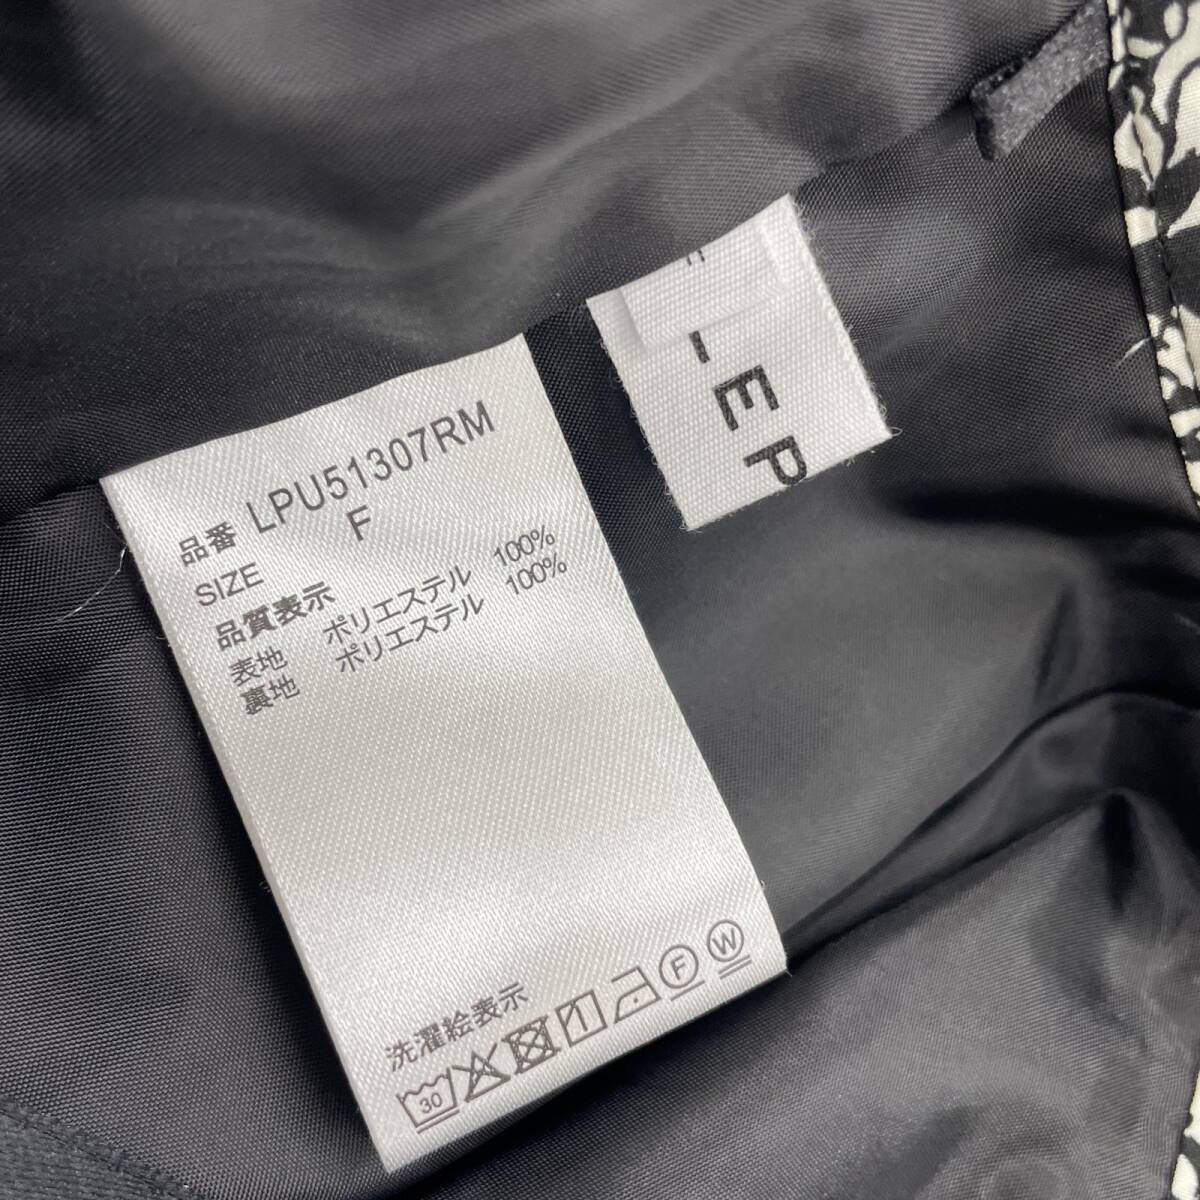 品番 LPU51307RM
SIZE F
品質表示
表地 ポリエステル 100%
裏地 ポリエステル 100%
洗濯絵表示
30
F
W
F
EP